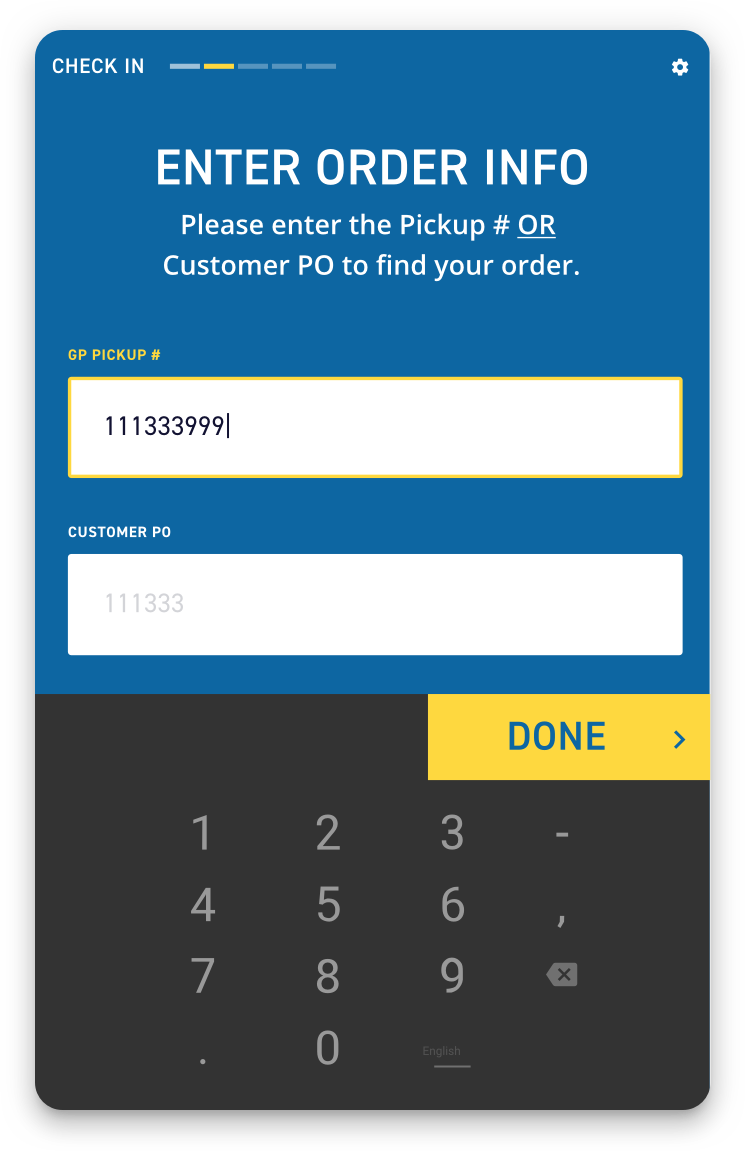 CHECK IN
ENTER ORDER INFO
Please enter the Pickup # OR
Customer PO to find your order.
GP PICKUP #
111333999
CUSTOMER PO
111333
DONE
1 2 3 -
4 5 6 ,
7 8 9
. 0 English